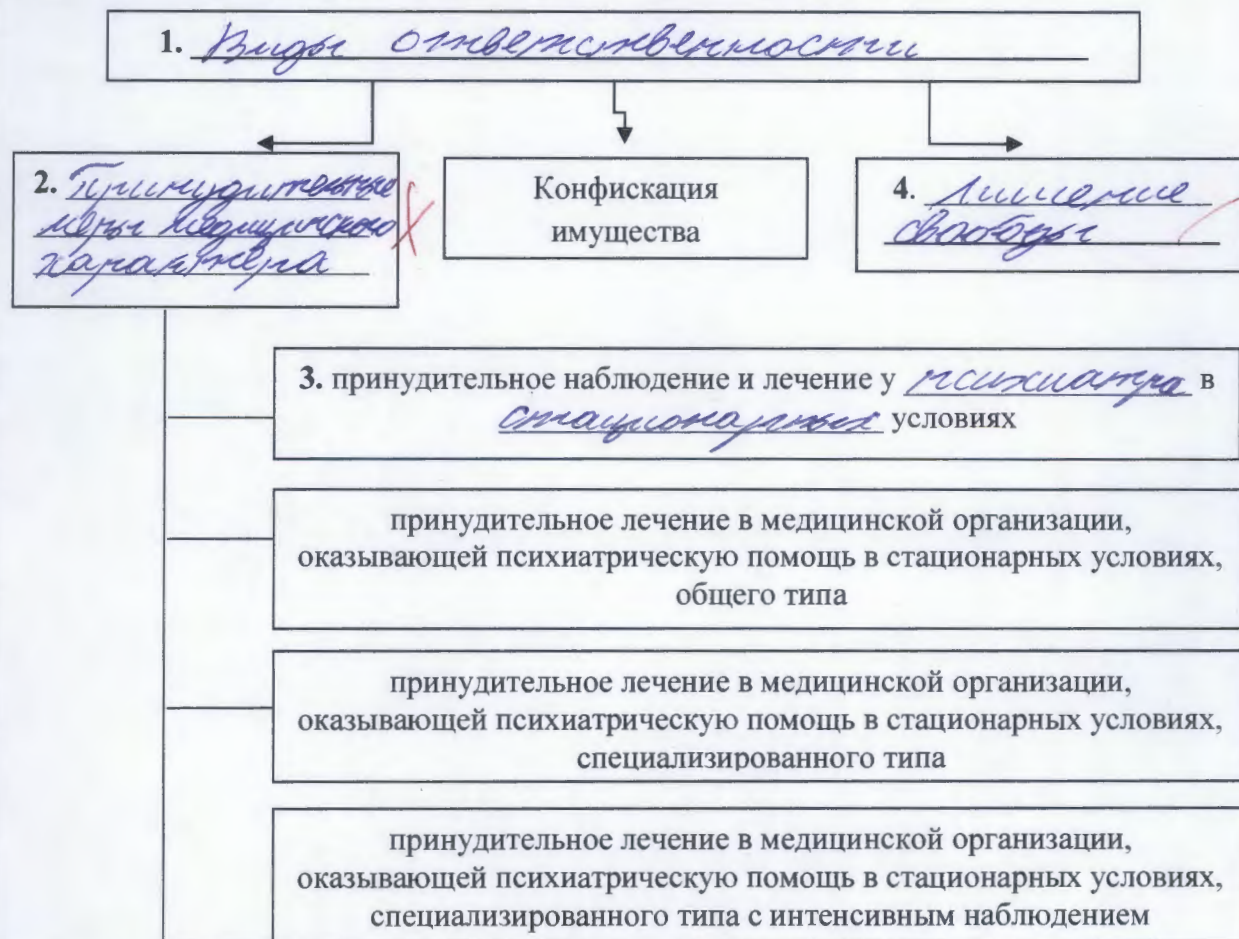 1. Виды ответственности
2. Принудительные
меры медицинского
характера
Конфискация
имущества
4. Лишение
свободы
3. принудительное наблюдение и лечение у психиатра в
стационарных условиях
принудительное лечение в медицинской организации,
оказывающей психиатрическую помощь в стационарных условиях,
общего типа
принудительное лечение в медицинской организации,
оказывающей психиатрическую помощь в стационарных условиях,
специализированного типа
принудительное лечение в медицинской организации,
оказывающей психиатрическую помощь в стационарных условиях,
специализированного типа с интенсивным наблюдением